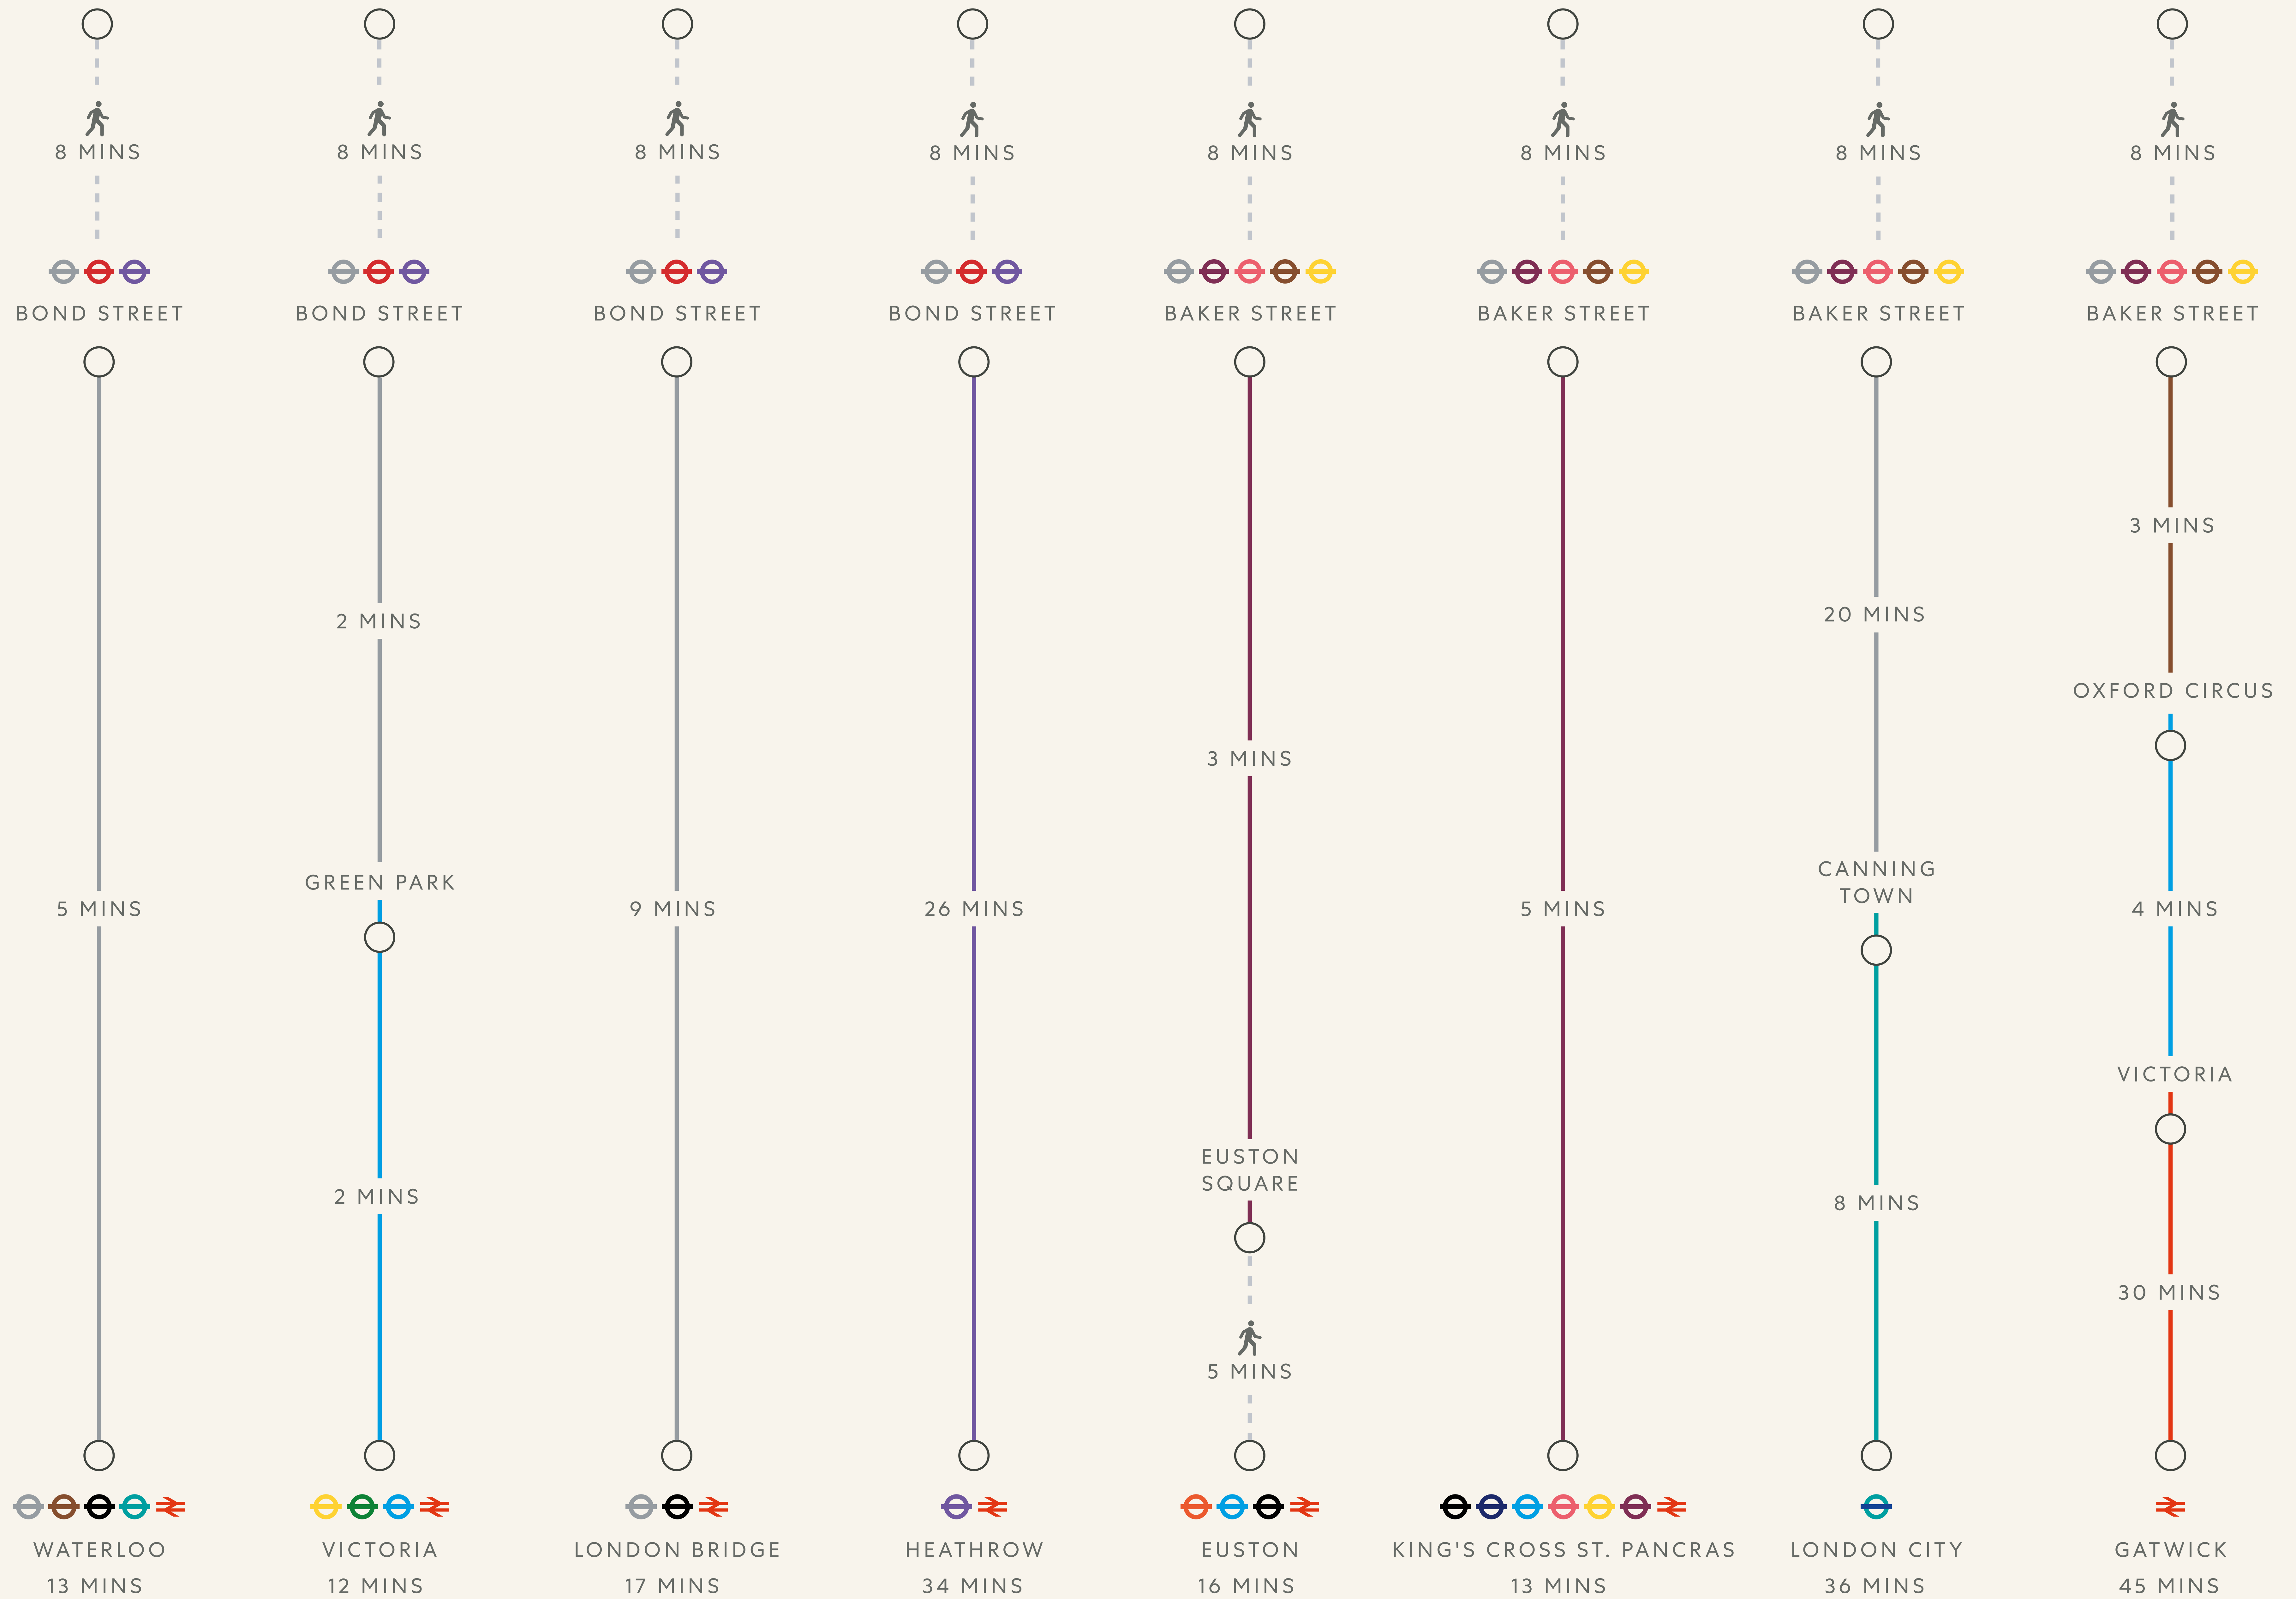 8 MINS
BOND STREET
5 MINS
WATERLOO
13 MINS
8 MINS
BOND STREET
2 MINS
GREEN PARK
2 MINS
VICTORIA
12 MINS
8 MINS
BOND STREET
9 MINS
LONDON BRIDGE
17 MINS
8 MINS
BOND STREET
26 MINS
HEATHROW
34 MINS
8 MINS
BAKER STREET
3 MINS
EUSTON
SQUARE
5 MINS
EUSTON
16 MINS
8 MINS
BAKER STREET
5 MINS
KING'S CROSS ST. PANCRAS
13 MINS
8 MINS
BAKER STREET
20 MINS
CANNING
TOWN
8 MINS
LONDON CITY
36 MINS
8 MINS
BAKER STREET
3 MINS
OXFORD CIRCUS
4 MINS
VICTORIA
30 MINS
GATWICK
45 MINS